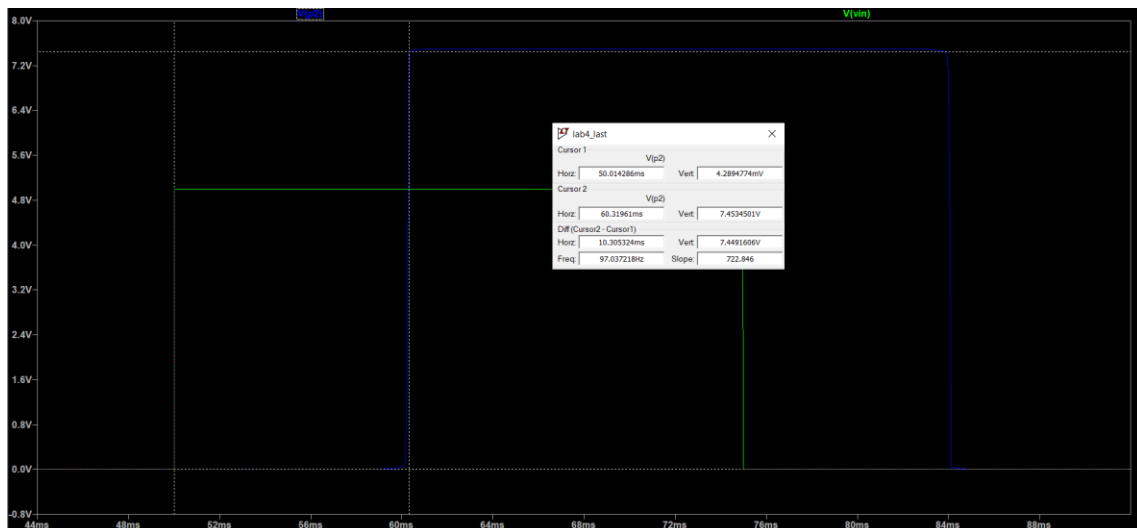 V(p2) V(vin)
8.0V
7.2V
6.4V
5.6V
4.8V
4.0V
3.2V
2.4V
1.6V
0.8V
0.0V
-0.8V
lab4_last
Cursor 1
V(p2)
Horz: 50.014286ms Vert: 4.2894774mV
Cursor 2
V(p2)
Horz: 60.31961ms Vert: 7.4534501V
Diff (Cursor2 - Cursor1)
Horz: 10.305324ms Vert: 7.4491606V
Freq: 97.037218Hz Slope: 722.846
44ms 48ms 52ms 56ms 60ms 64ms 68ms 72ms 76ms 80ms 84ms 88ms